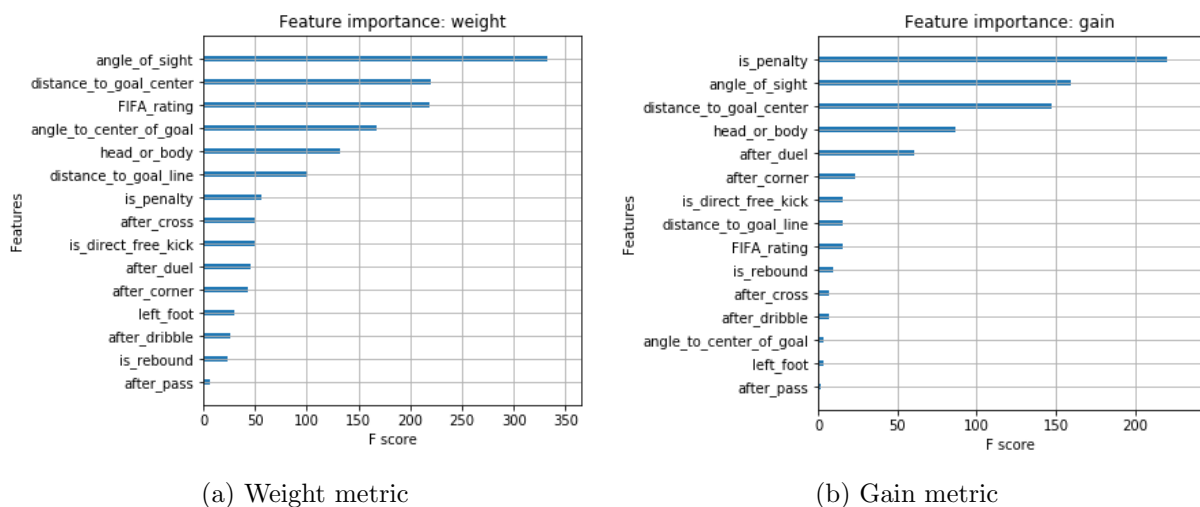 Feature importance: weight
Features
angle_of_sight
distance_to_goal_center
FIFA_rating
angle_to_center_of_goal
head_or_body
distance_to_goal_line
is_penalty
after_cross
is_direct_free_kick
after_duel
after_corner
left_foot
after_dribble
is_rebound
after_pass
0 50 100 150 200 250 300 350
F score
(a) Weight metric
Feature importance: gain
Features
is_penalty
angle_of_sight
distance_to_goal_center
head_or_body
after_duel
after_corner
is_direct_free_kick
distance_to_goal_line
FIFA_rating
is_rebound
after_cross
after_dribble
angle_to_center_of_goal
left_foot
after_pass
0 50 100 150 200
F score
(b) Gain metric